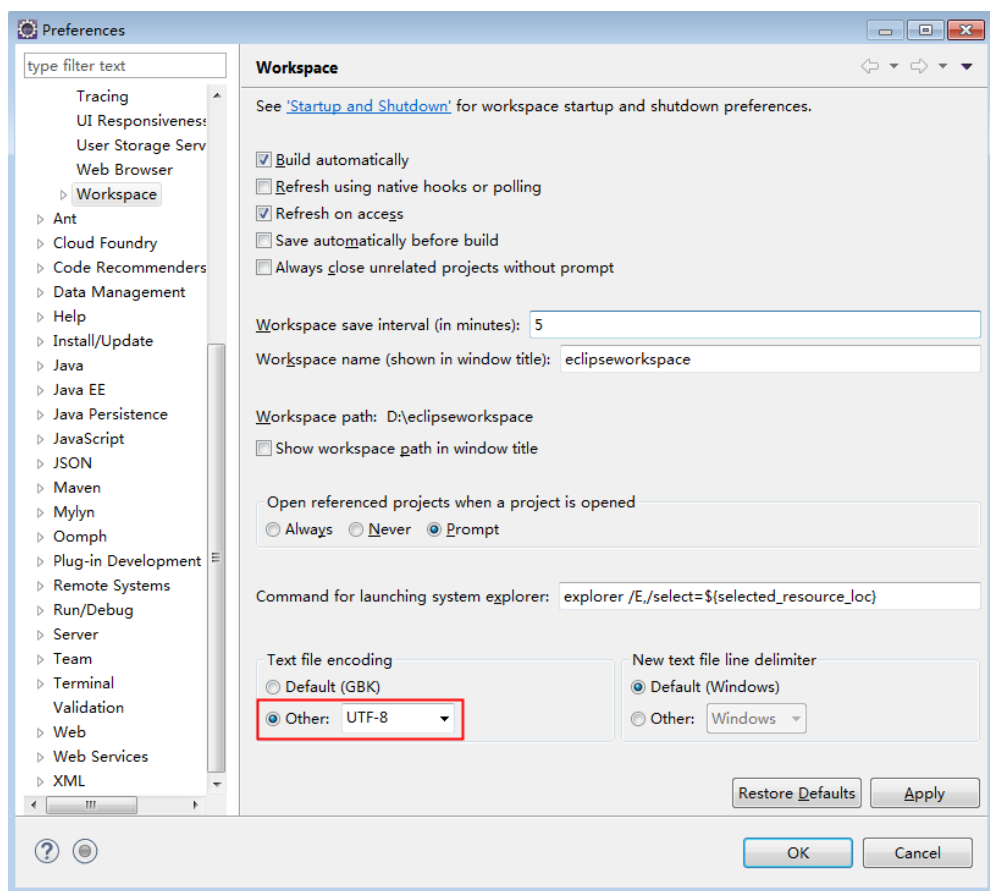 Preferences
type filter text
Tracing
UI Responsiveness
User Storage Serv
Web Browser
Workspace
Ant
Cloud Foundry
Code Recommenders
Data Management
Help
Install/Update
Java
Java EE
Java Persistence
JavaScript
JSON
Maven
Mylyn
Oomph
Plug-in Development
Remote Systems
Run/Debug
Server
Team
Terminal
Validation
Web
Web Services
XML
Workspace
See 'Startup and Shutdown' for workspace startup and shutdown preferences.
Build automatically
Refresh using native hooks or polling
Refresh on access
Save automatically before build
Always close unrelated projects without prompt
Workspace save interval (in minutes): 5
Workspace name (shown in window title): eclipseworkspace
Workspace path: D:\eclipseworkspace
Show workspace path in window title
Open referenced projects when a project is opened
Always Never Prompt
Command for launching system explorer: explorer /E,/select=${selected_resource_loc}
Text file encoding
Default (GBK)
Other: UTF-8
New text file line delimiter
Default (Windows)
Other: Windows
Restore Defaults Apply
OK Cancel